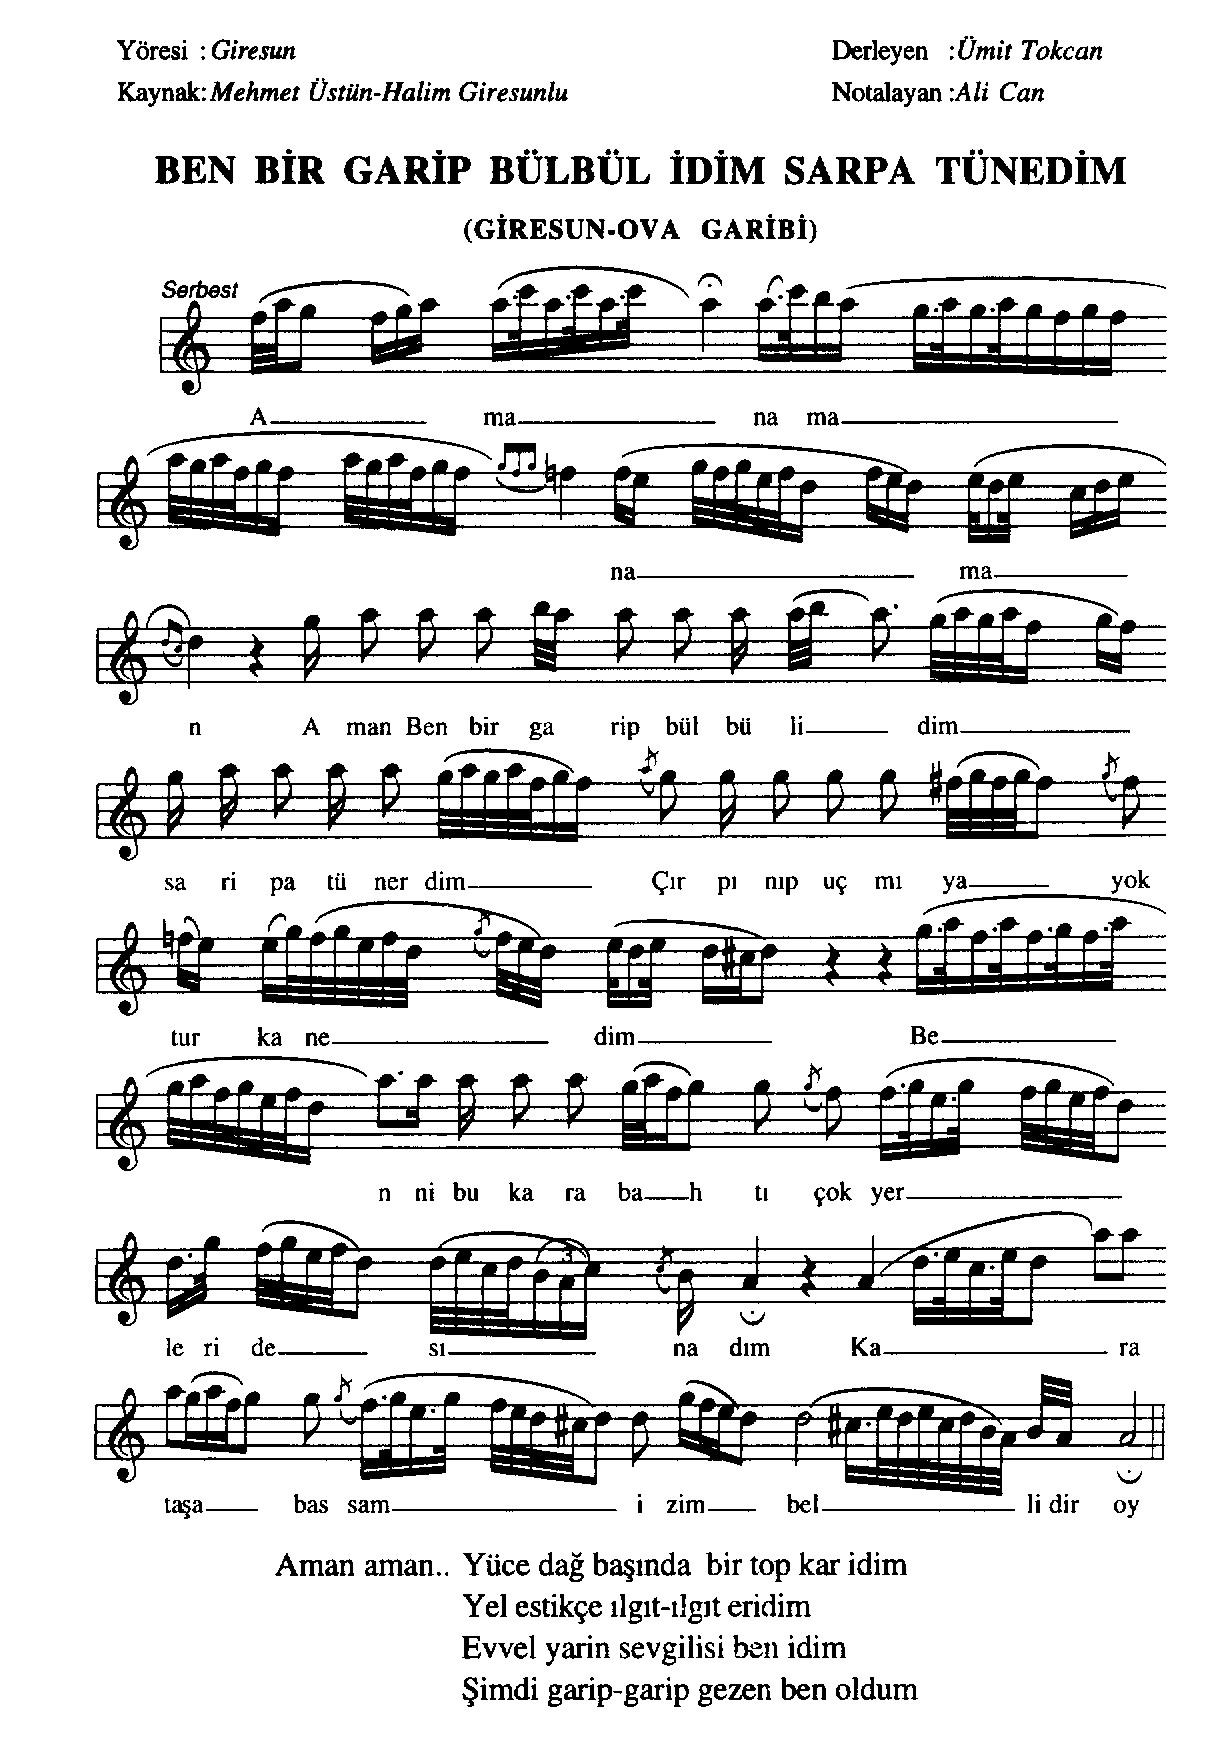 Yöresi : Giresun
Derleyen : Ümit Tokcan
Kaynak: Mehmet Üstün-Halim Giresunlu
Notalayan : Ali Can
BEN BİR GARİP BÜLBÜL İDİM SARPA TÜNEDİM
(GİRESUN-OVA GARİBİ)
Serbest
A ma na ma
na ma
n A man Ben bir ga rip bül bü li dim
sa ri pa tü ner dim Çır pı nıp uç mı ya yok
tur ka ne dim Be
n ni bu ka ra ba h tı çok yer
3
le ri de sı na dım Ka ra
taşa bas sam i zim bel li dir oy
Aman aman.. Yüce dağ başında bir top kar idim
Yel estikçe ılgıt-ılgıt eridim
Evvel yarin sevgilisi ben idim
Şimdi garip-garip gezen ben oldum